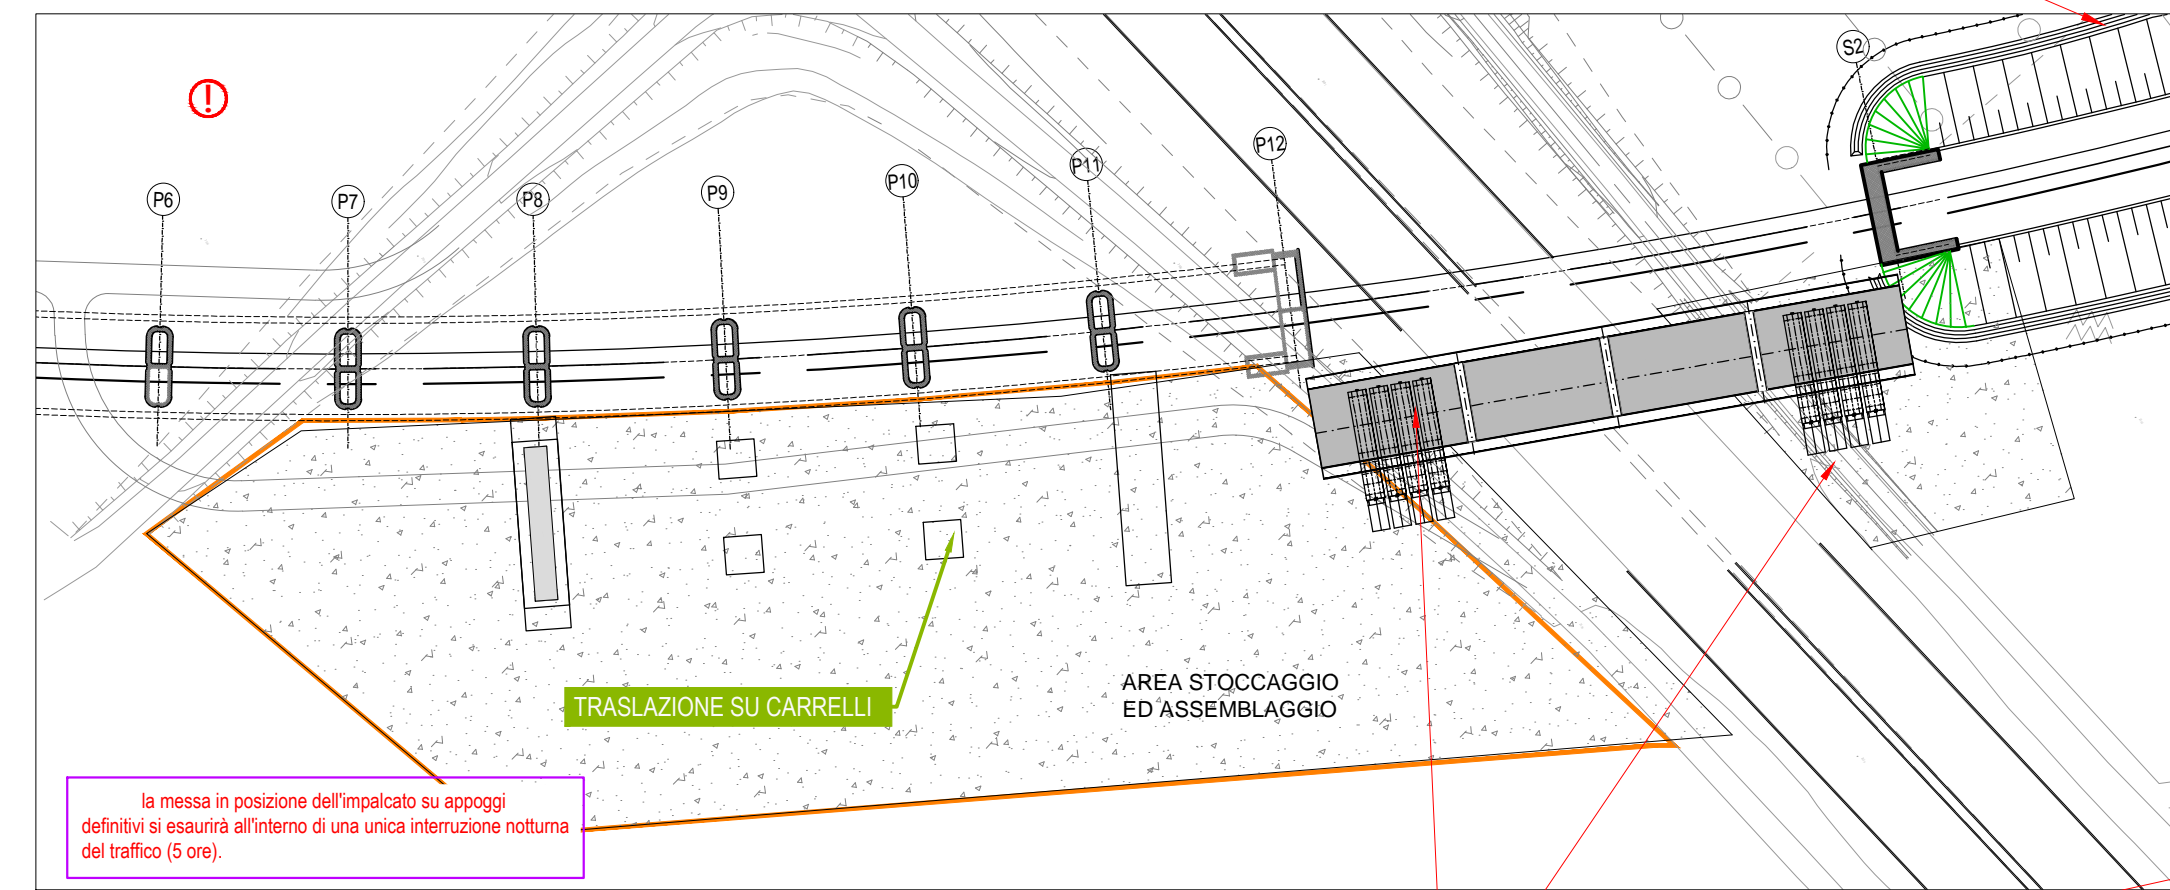 !
P6
P7
P8
P9
P10
P11
P12
S2
TRASLAZIONE SU CARRELLI
AREA STOCCAGGIO
ED ASSEMBLAGGIO
la messa in posizione dell'impalcato su appoggi
definitivi si esaurirà all'interno di una unica interruzione notturna
del traffico (5 ore).